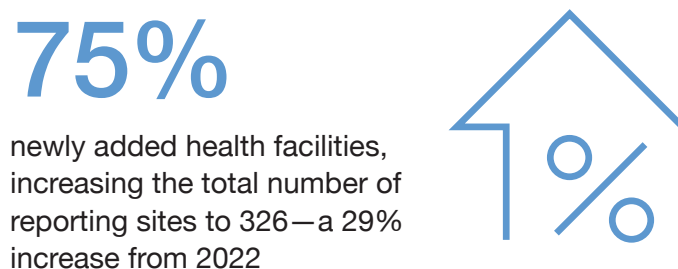 75%
newly added health facilities,
increasing the total number of
reporting sites to 326—a 29%
increase from 2022
%